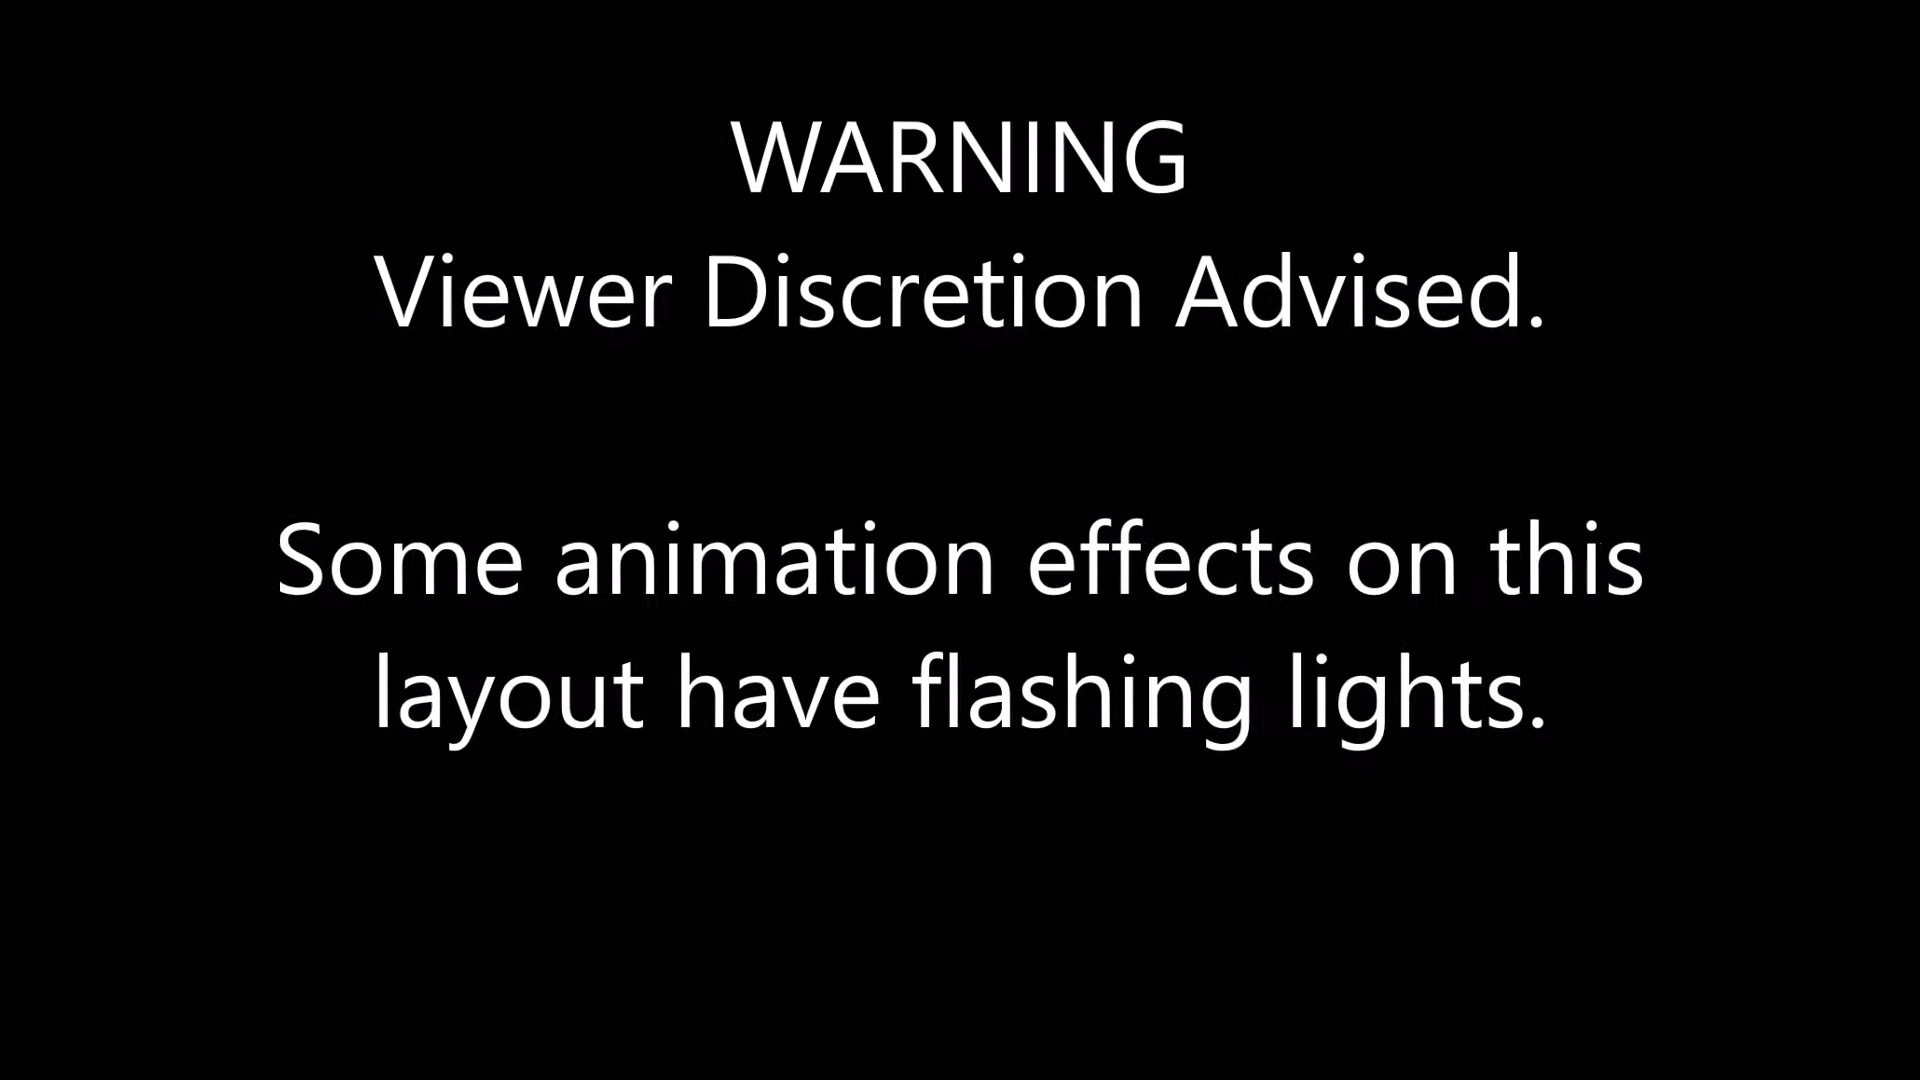 WARNING
Viewer Discretion Advised.
Some animation effects on this
layout have flashing lights.